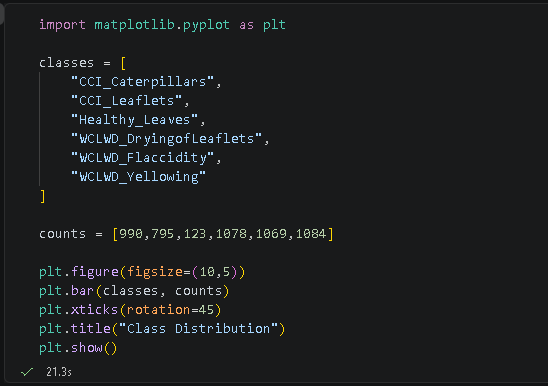 import matplotlib.pyplot as plt
classes = [
"CCI_Caterpillars",
"CCI_Leaflets",
"Healthy_Leaves",
"WCLWD_DryingofLeaflets",
"WCLWD_Flaccidity",
"WCLWD_Yellowing"
]
counts = [990,795,123,1078,1069,1084]
plt.figure(figsize=(10,5))
plt.bar(classes, counts)
plt.xticks(rotation=45)
plt.title("Class Distribution")
plt.show()
21.3s